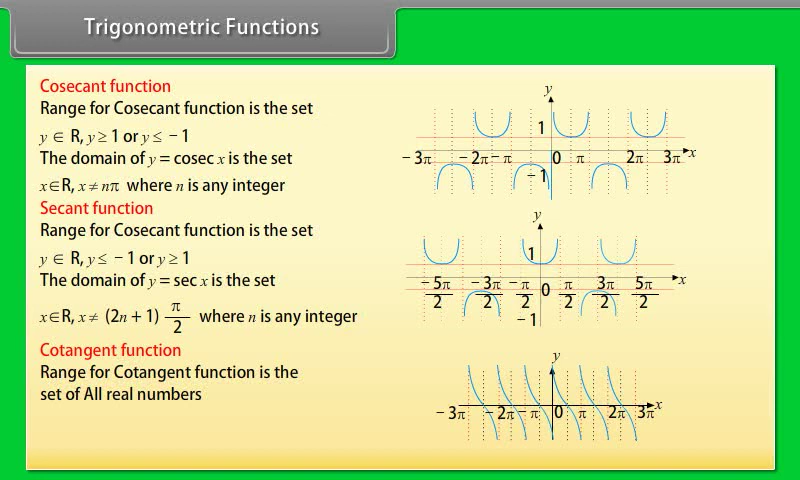 Trigonometric Functions
Cosecant function
Range for Cosecant function is the set
y ∈ R, y ≥ 1 or y ≤ − 1
The domain of y = cosec x is the set
x∈R, x ≠ nπ where n is any integer
Secant function
Range for Cosecant function is the set
y ∈ R, y ≤ − 1 or y ≥ 1
The domain of y = sec x is the set
x∈R, x ≠ (2n + 1) π/2 where n is any integer
Cotangent function
Range for Cotangent function is the
set of All real numbers
y
1
− 3π − 2π − π 0 π 2π 3π x
− 1
y
1
− 5π/2 − 3π/2 − π/2 0 π/2 3π/2 5π/2 x
− 1
y
− 3π − 2π − π 0 π 2π 3π x